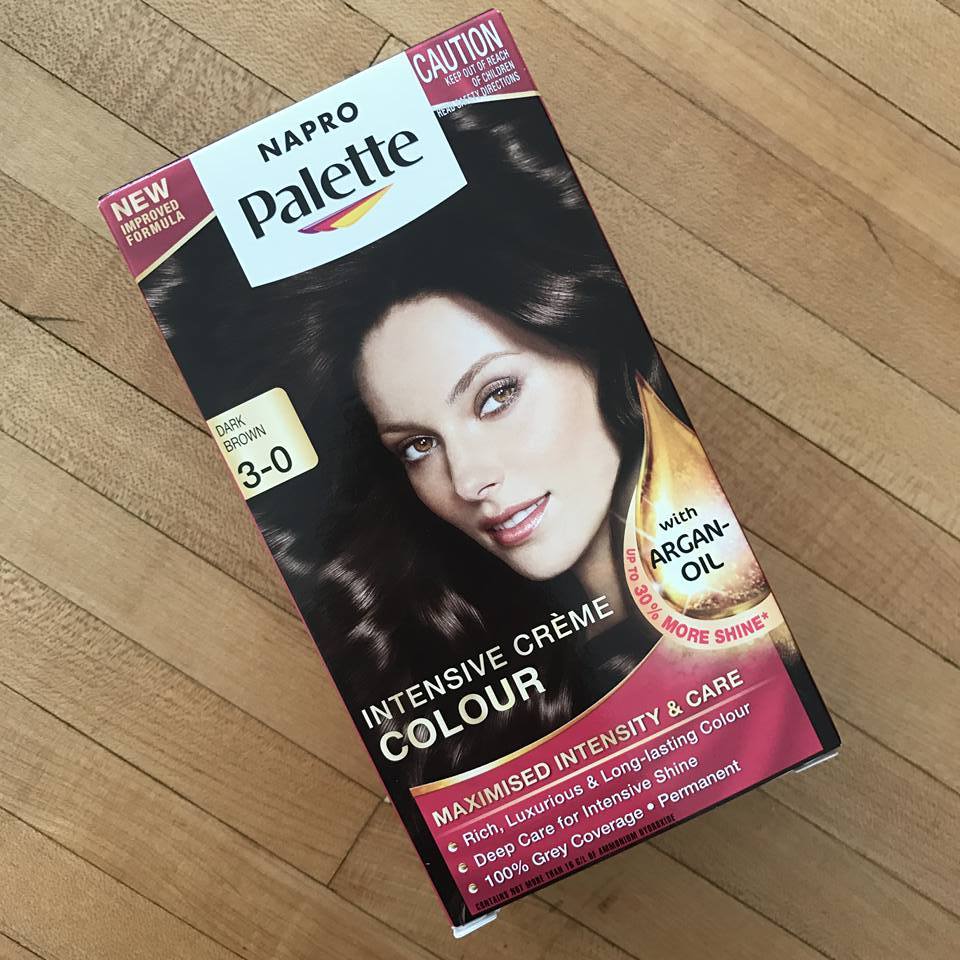 NEW
IMPROVED
FORMULA
NAPRO
Palette
CAUTION
KEEP OUT OF REACH
OF CHILDREN
READ SAFETY DIRECTIONS
DARK
BROWN
3-0
with
ARGAN-
OIL
UP TO 30% MORE SHINE*
INTENSIVE CRÈME
COLOUR
MAXIMISED INTENSITY & CARE
• Rich, Luxurious & Long-lasting Colour
• Deep Care for Intensive Shine
• 100% Grey Coverage • Permanent
CONTAINS NOT MORE THAN 16 G/L OF AMMONIUM HYDROXIDE